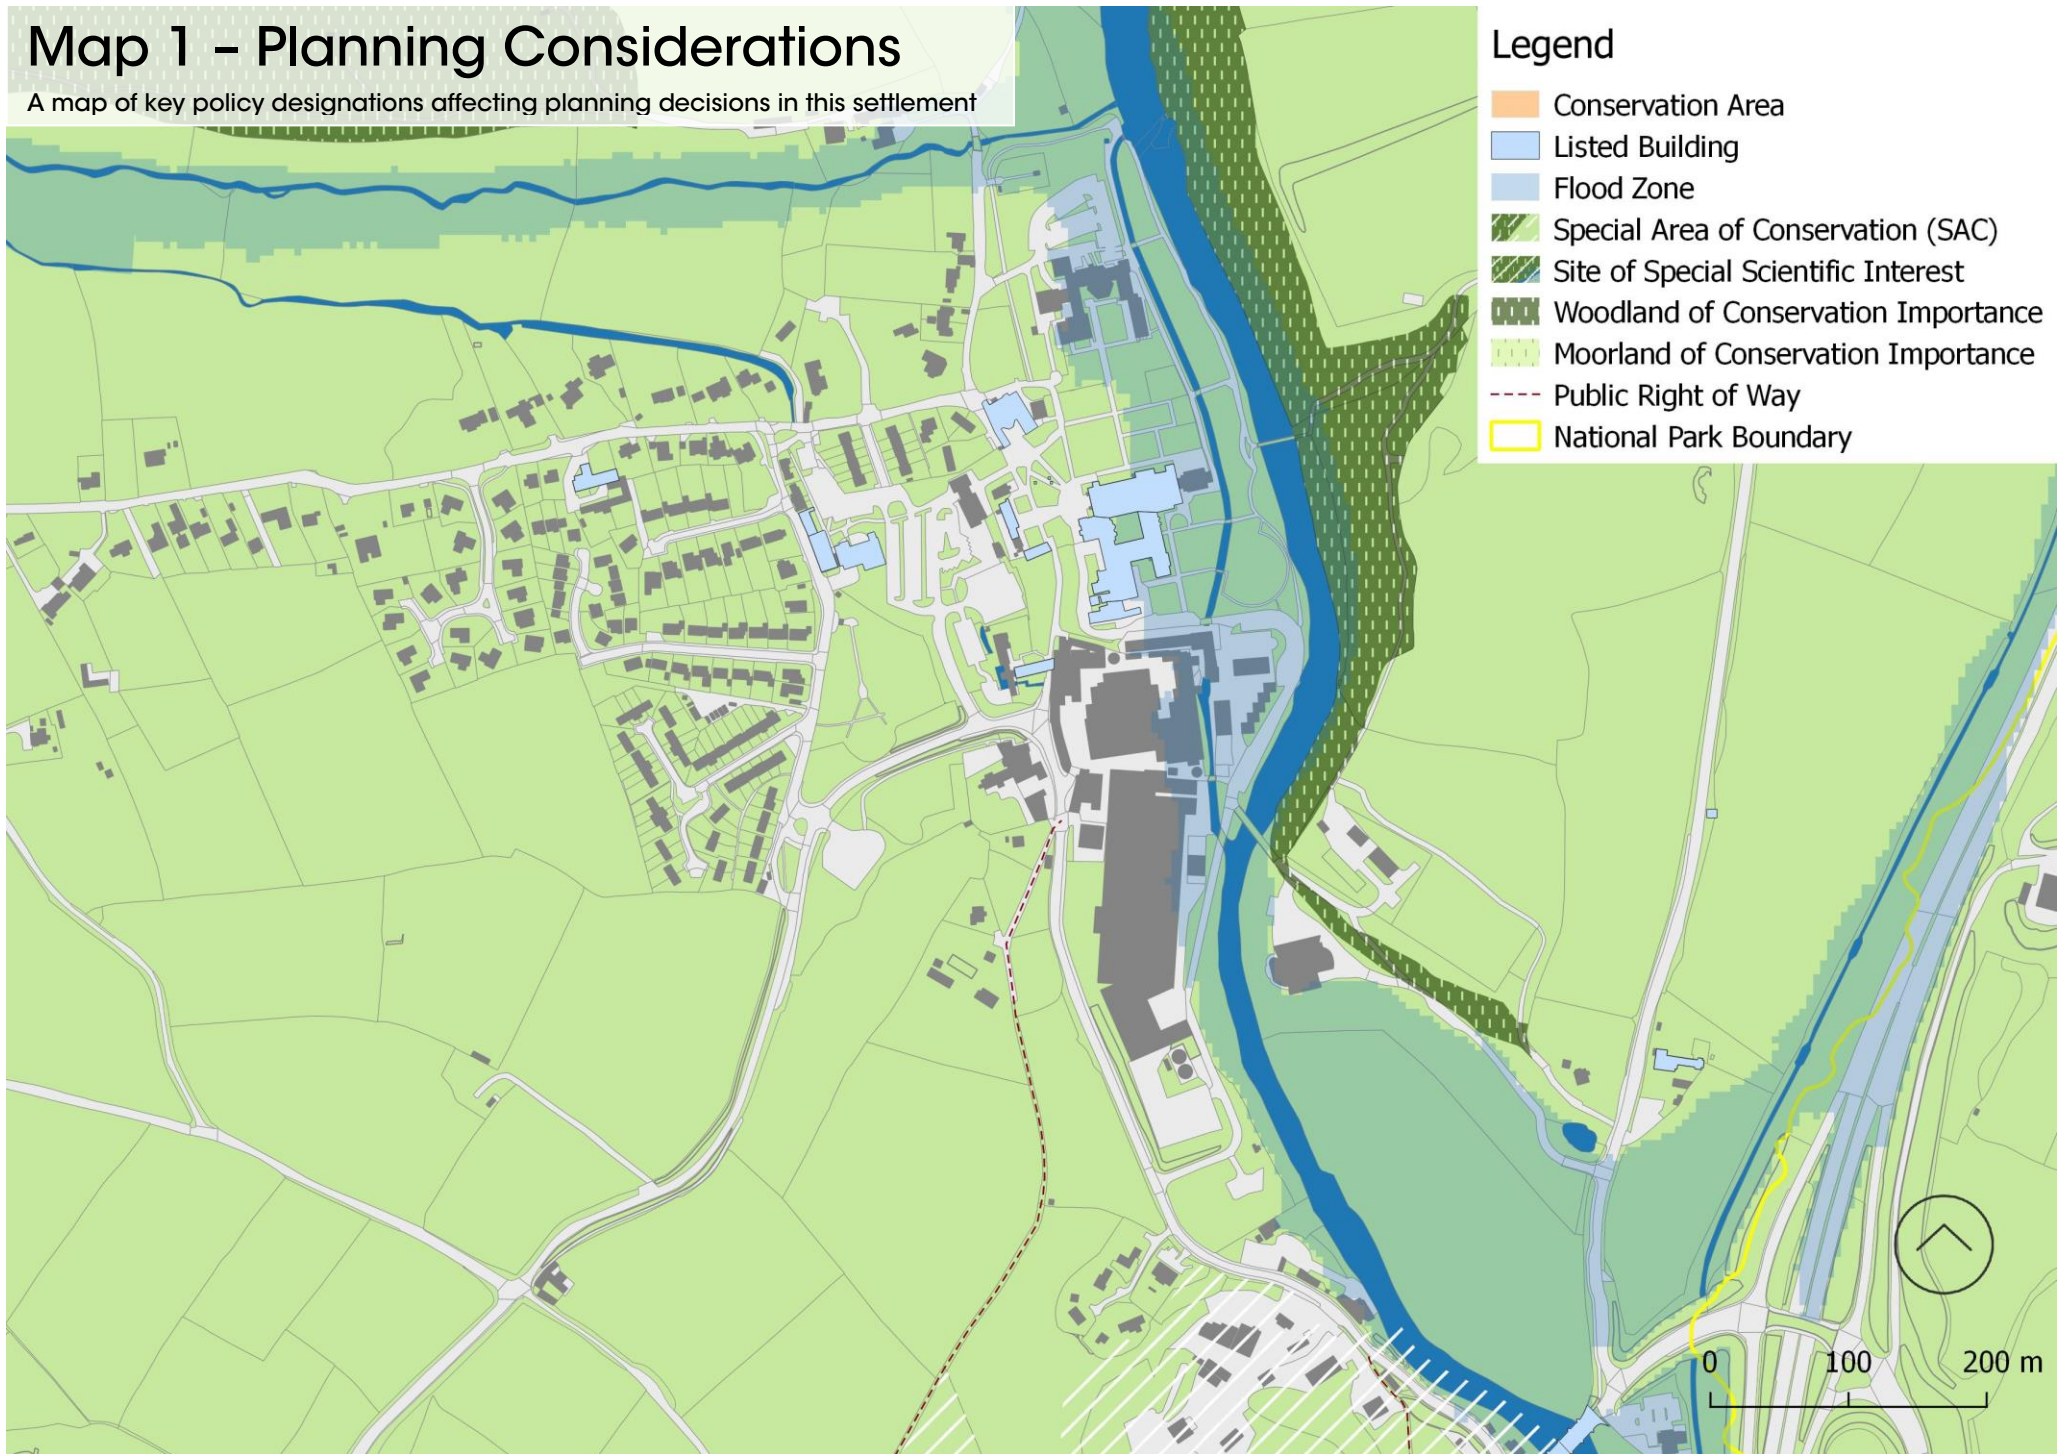 Map 1 – Planning Considerations
A map of key policy designations affecting planning decisions in this settlement
Legend
Conservation Area
Listed Building
Flood Zone
Special Area of Conservation (SAC)
Site of Special Scientific Interest
Woodland of Conservation Importance
Moorland of Conservation Importance
Public Right of Way
National Park Boundary
0 100 200 m